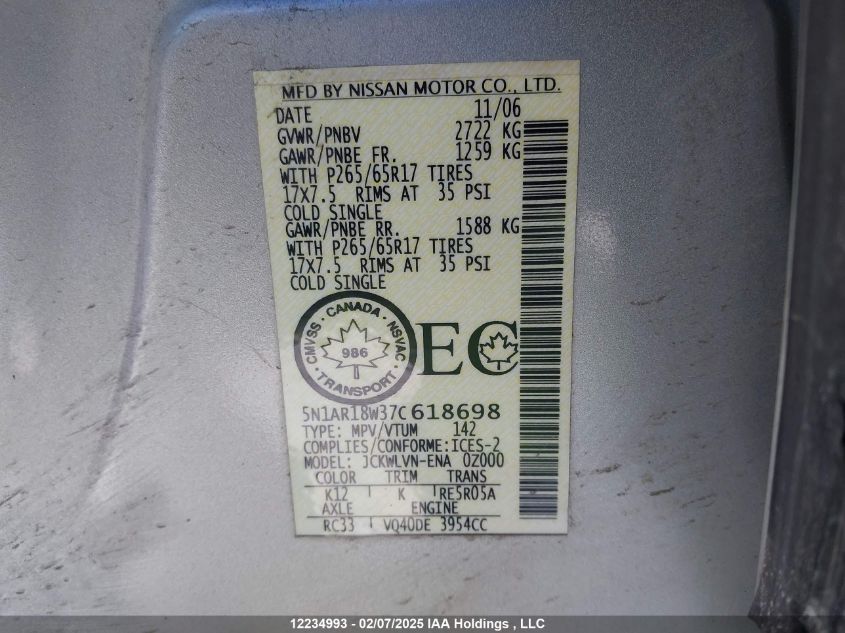 MFD BY NISSAN MOTOR CO., LTD.
DATE 11/06
GVWR/PNBV 2722 KG
GAWR/PNBE FR. 1259 KG
WITH P265/65R17 TIRES
17X7.5 RIMS AT 35 PSI
COLD SINGLE
GAWR/PNBE RR. 1588 KG
WITH P265/65R17 TIRES
17X7.5 RIMS AT 35 PSI
COLD SINGLE
CMVSS · CANADA · NSVAC
986
· TRANSPORT ·
EC
5N1AR18W37C618698
TYPE: MPV/VTUM 142
COMPLIES/CONFORME:ICES-2
MODEL: JCKWLVN-ENA 0Z000
COLOR TRIM TRANS
K12 K RE5R05A
AXLE ENGINE
RC33 VQ40DE 3954CC
12234993 - 02/07/2025 IAA Holdings , LLC